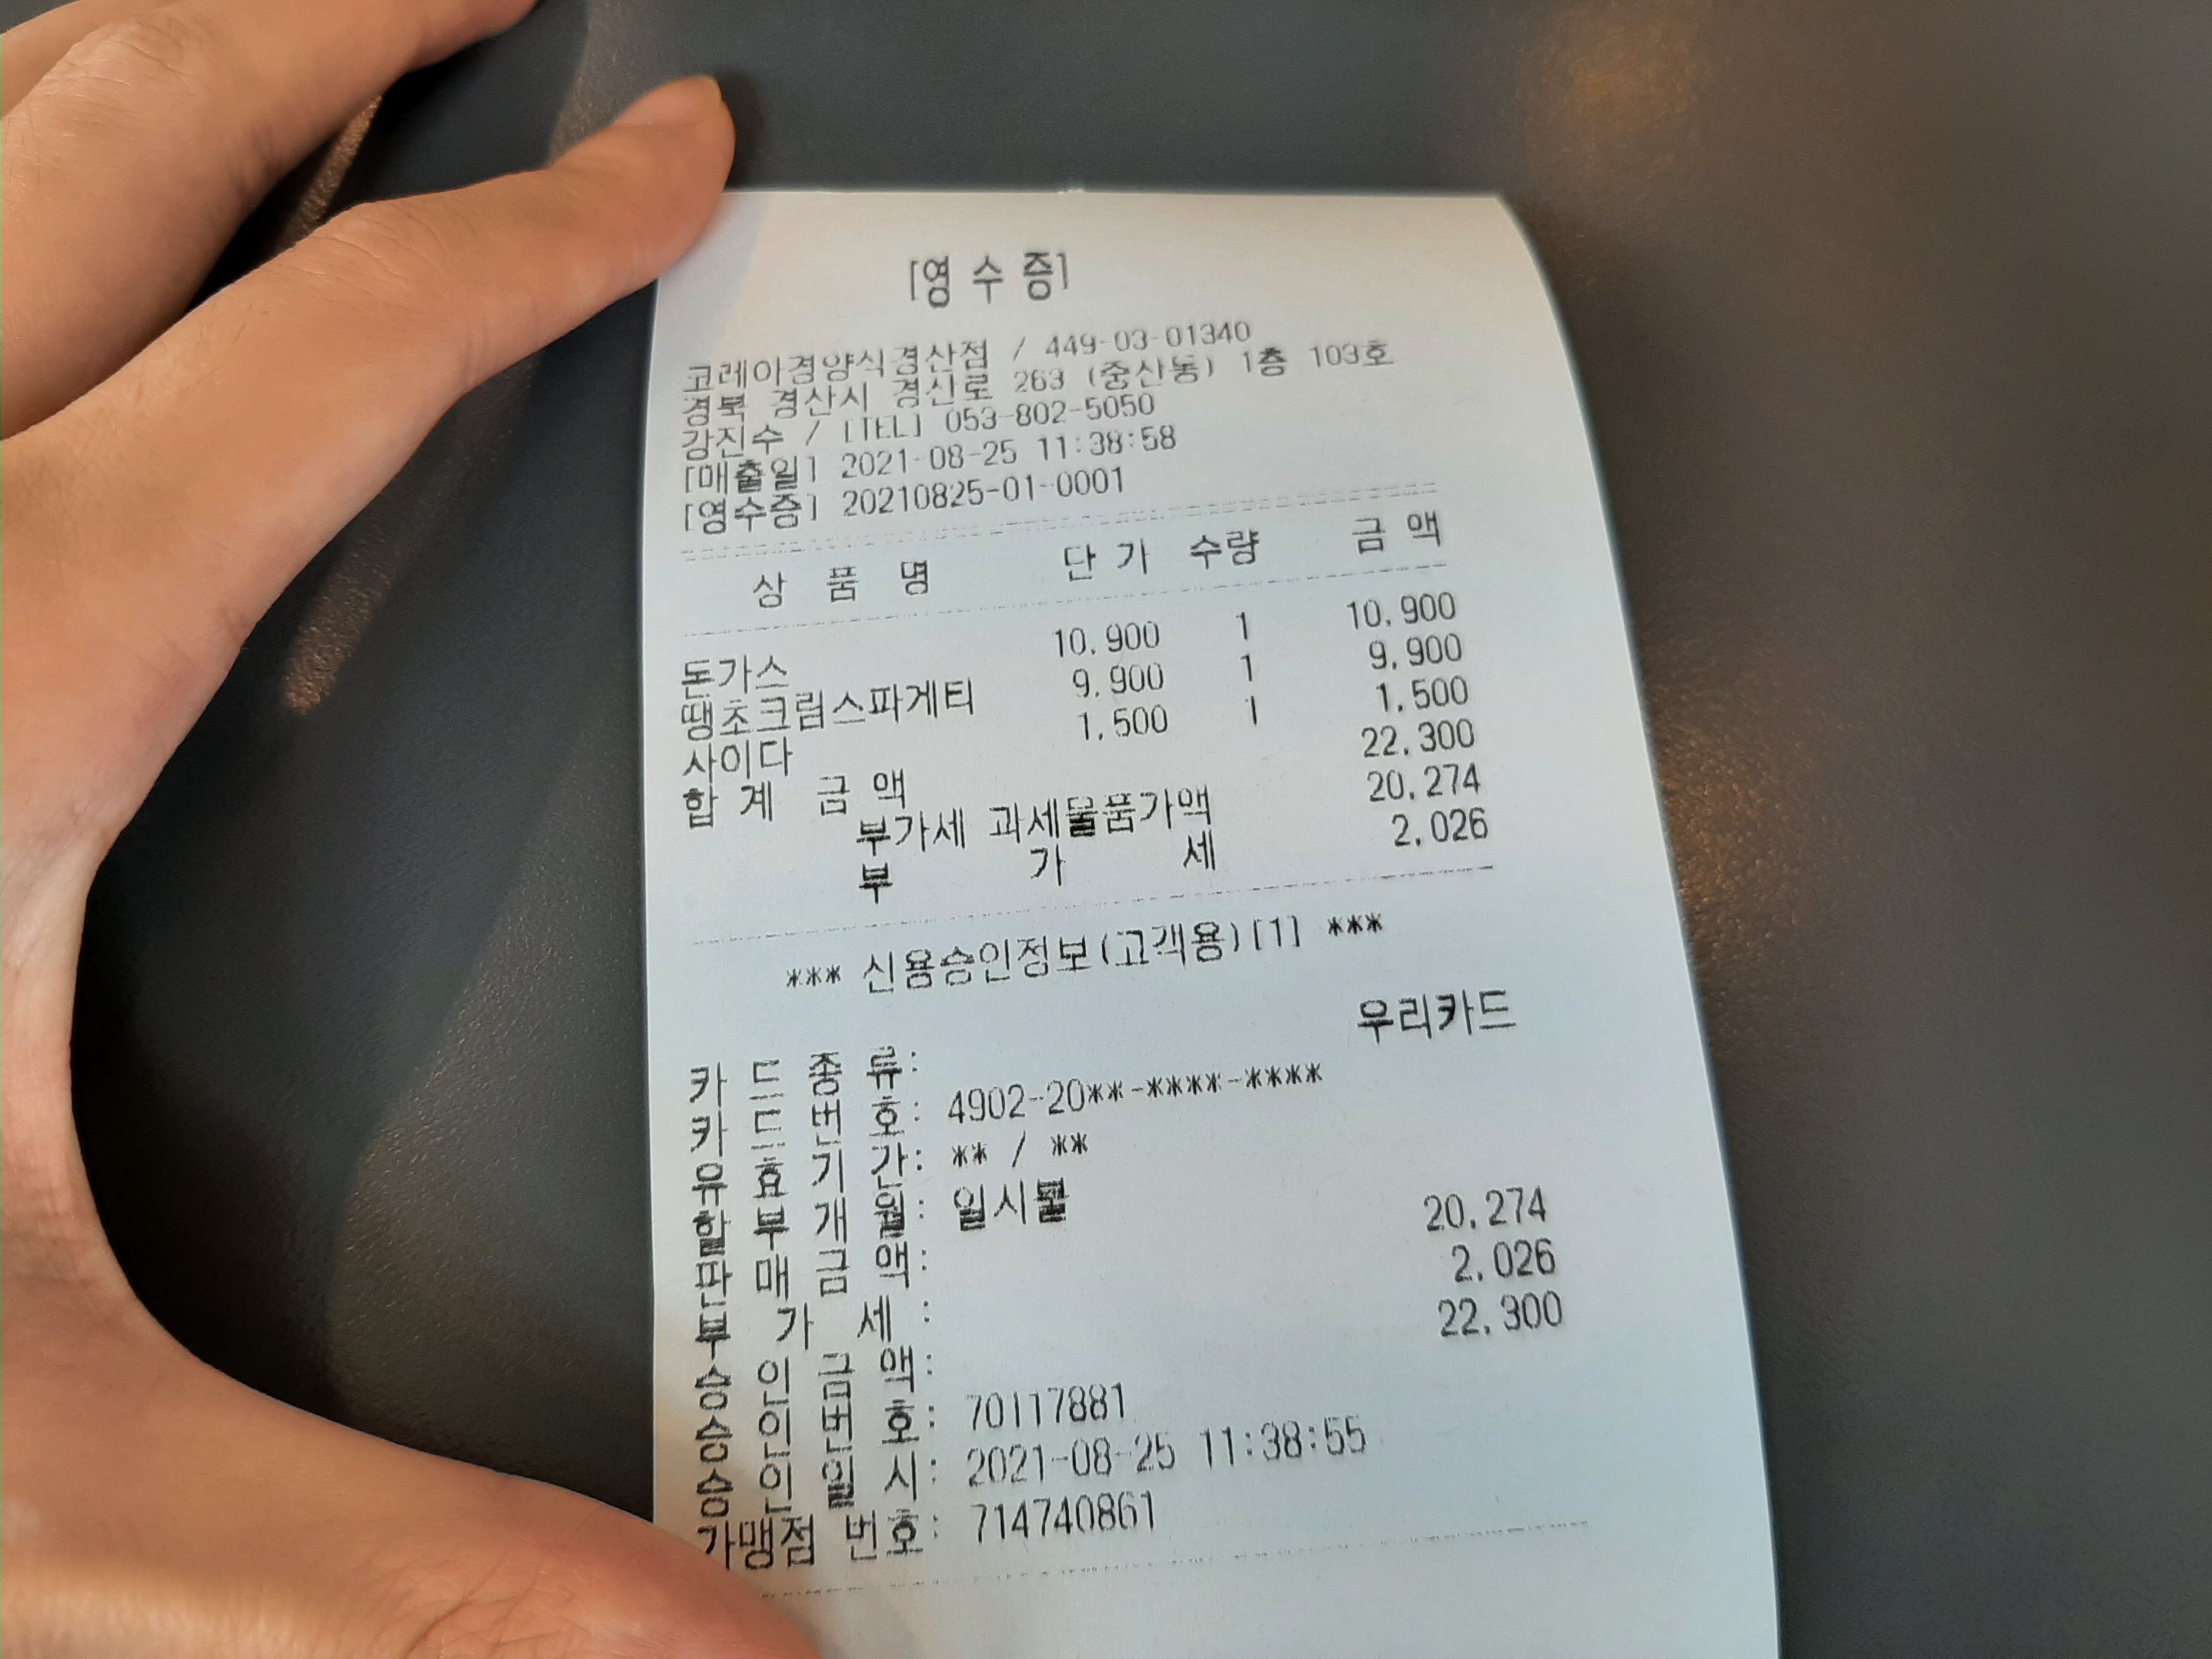 [영 수 증]
코레아경양식경산점 / 449-03-01340
경북 경산시 경산로 263 (중산동) 1층 103호
강진수 / [TEL] 053-802-5050
[매출일] 2021-08-25 11:38:58
[영수증] 20210825-01-0001
상 품 명 단 가 수량 금 액
돈가스 10,900 1 10,900
땡초크림스파게티 9,900 1 9,900
사이다 1,500 1 1,500
합 계 금 액 22,300
부가세 과세물품가액 20,274
부 가 세 2,026
*** 신용승인정보(고객용)[1] ***
카 드 종 류: 우리카드
카 드 번 호: 4902-20**-****-****
유 효 기 간: ** / **
할 부 개 월: 일시불
판 매 금 액: 20,274
부 가 세 : 2,026
승 인 금 액: 22,300
승 인 번 호: 70117881
승 인 일 시: 2021-08-25 11:38:55
가맹점 번호: 714740861